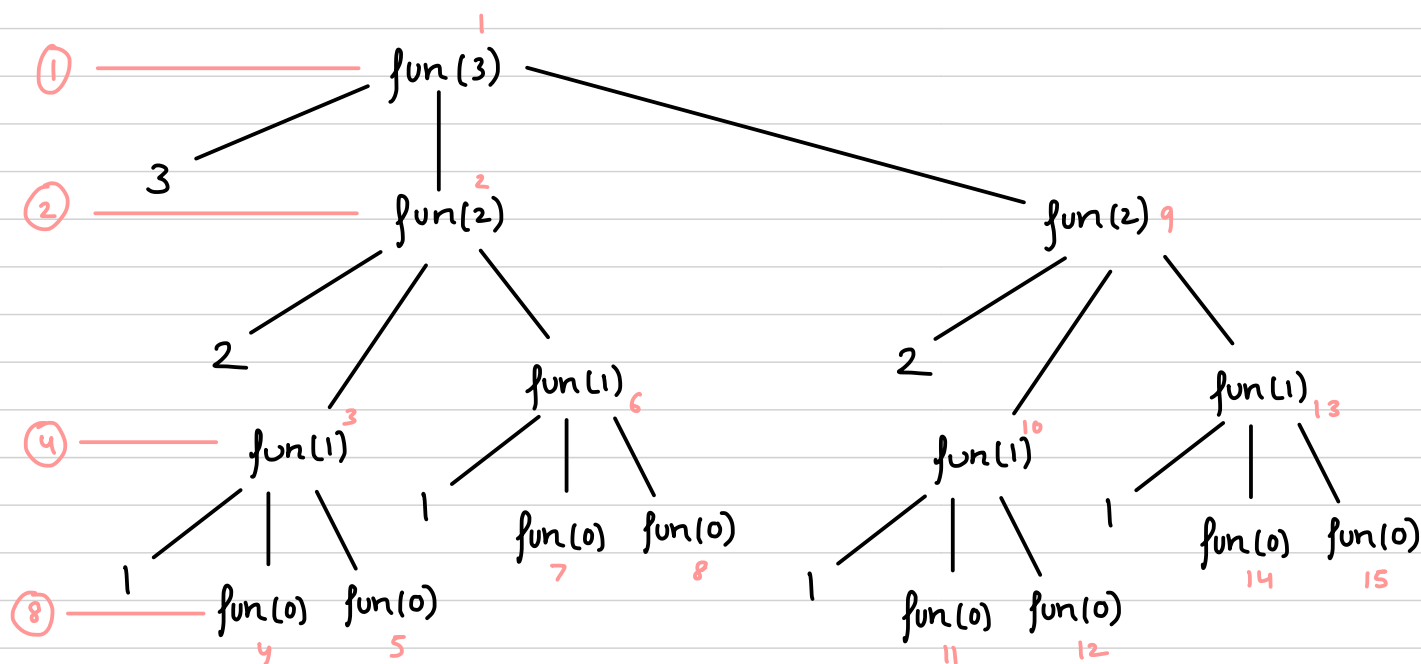 1
① fun(3)
3
2
② fun(2) fun(2) 9
2 2
fun(1) 6 fun(1) 13
3 10
④ fun(1) fun(1)
1 1
fun(0) fun(0) fun(0) fun(0)
7 8 14 15
1 1
⑧ fun(0) fun(0) fun(0) fun(0)
4 5 11 12